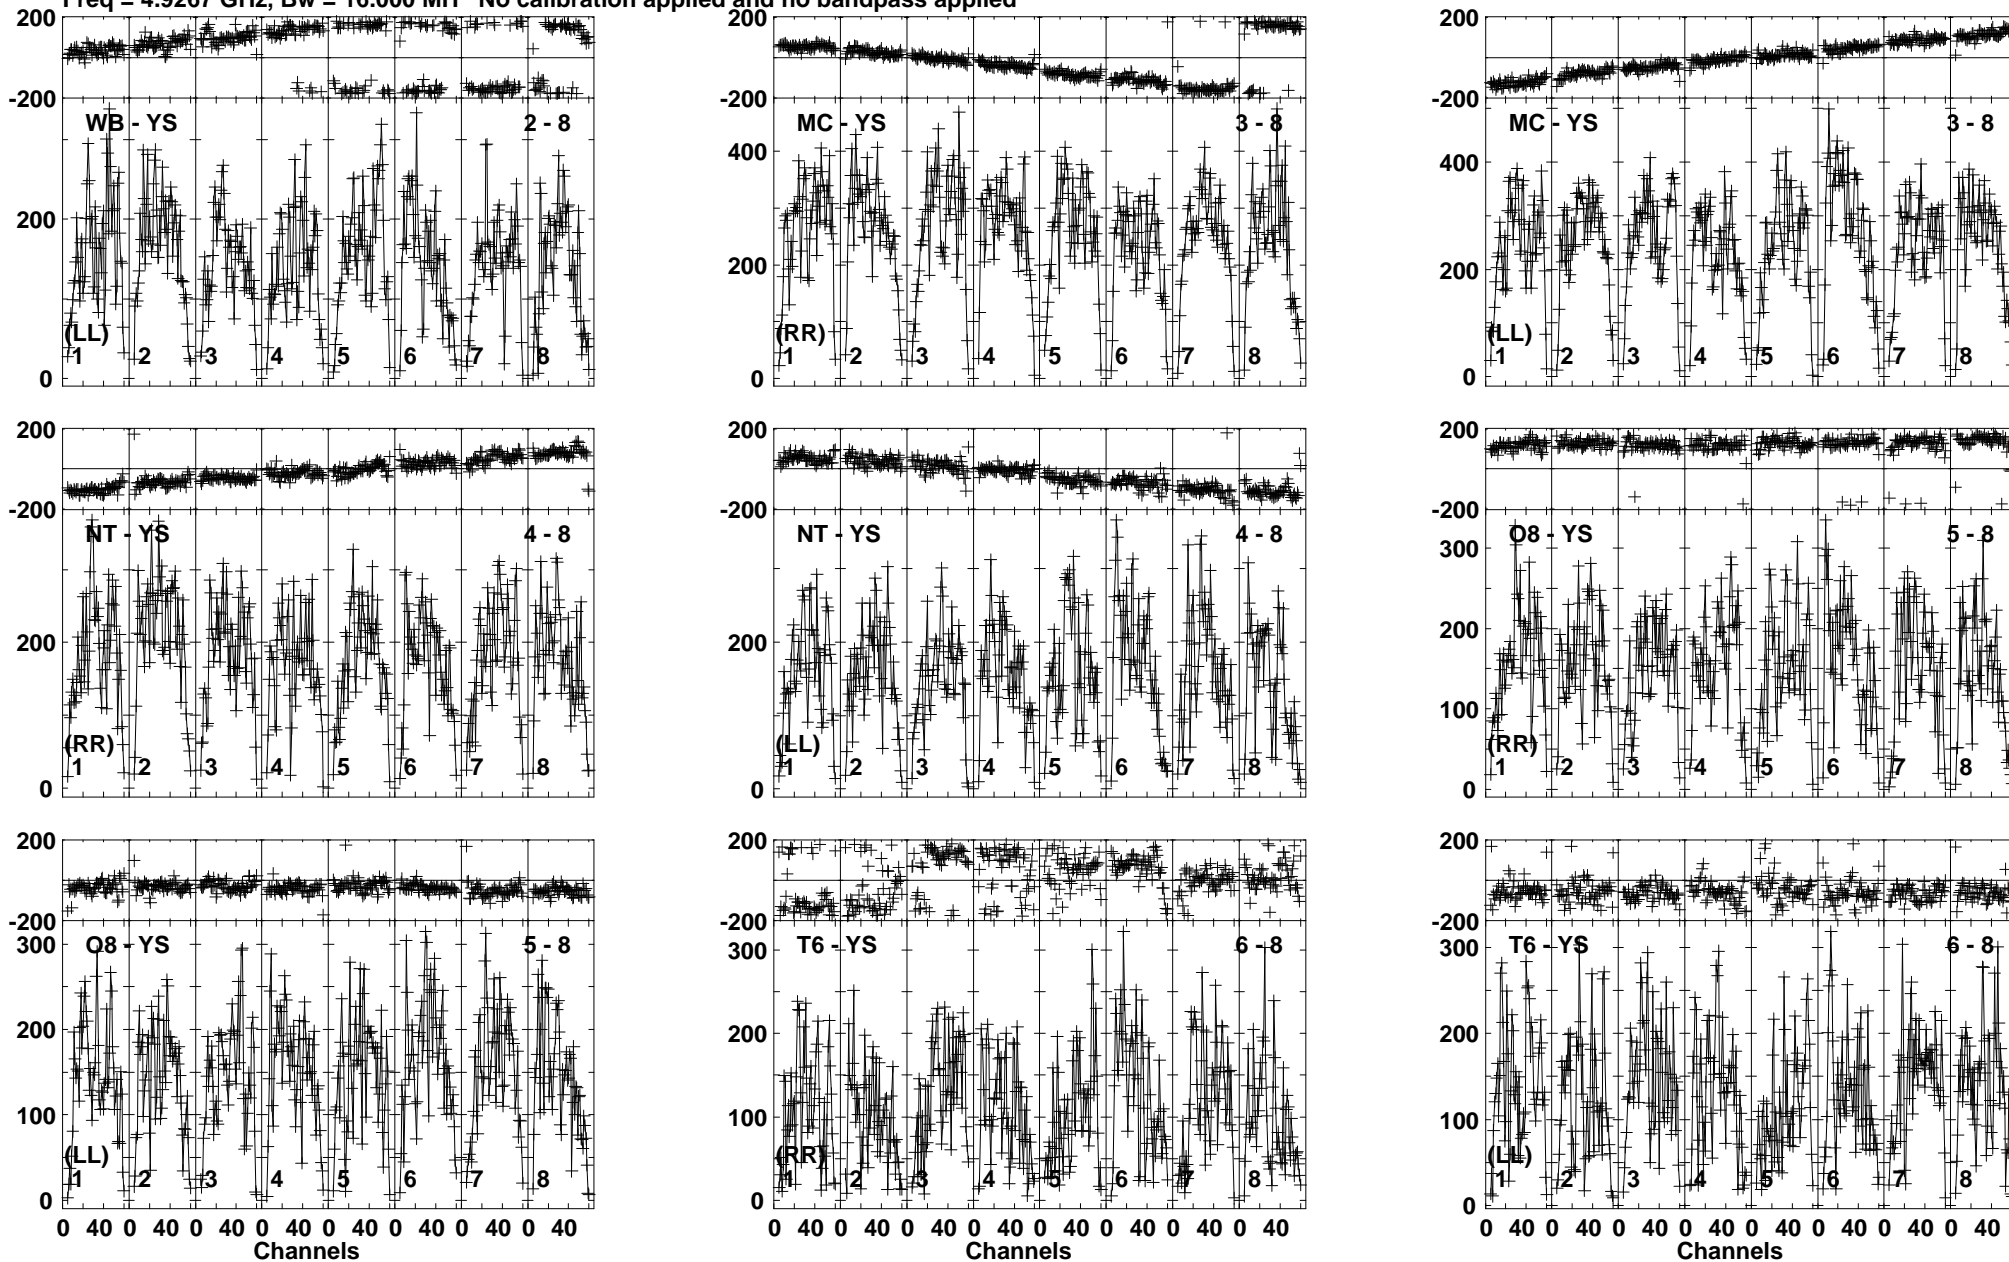 Freq = 4.9267 GHz, Bw = 16.000 MH No calibration applied and no bandpass applied
200 200 200
-200 -200 -200
WB - YS 2 - 8 MC - YS 3 - 8 MC - YS 3 - 8
400 400
200 200 200
(LL) (RR) (LL)
1 2 3 4 5 6 7 8 1 2 3 4 5 6 7 8 1 2 3 4 5 6 7 8
0 0 0
200 200 200
-200 -200 -200
NT - YS 4 - 8 NT - YS 4 - 8 O8 - YS 5 - 8
300
200 200 200
100
(RR) (LL) (RR)
1 2 3 4 5 6 7 8 1 2 3 4 5 6 7 8 1 2 3 4 5 6 7 8
0 0 0
200 200 200
-200 -200 -200
O8 - YS 5 - 8 T6 - YS 6 - 8 T6 - YS 6 - 8
300 300 300
200 200 200
100 100 100
(LL) (RR) (LL)
1 2 3 4 5 6 7 8 1 2 3 4 5 6 7 8 1 2 3 4 5 6 7 8
0 0 0
0 40 0 40 0 40 0 40 0 40 0 40 0 40 0 40 0 40 0 40 0 40 0 40 0 40 0 40 0 40 0 40 0 40 0 40 0 40 0 40 0 40 0 40 0 40 0 40
Channels Channels